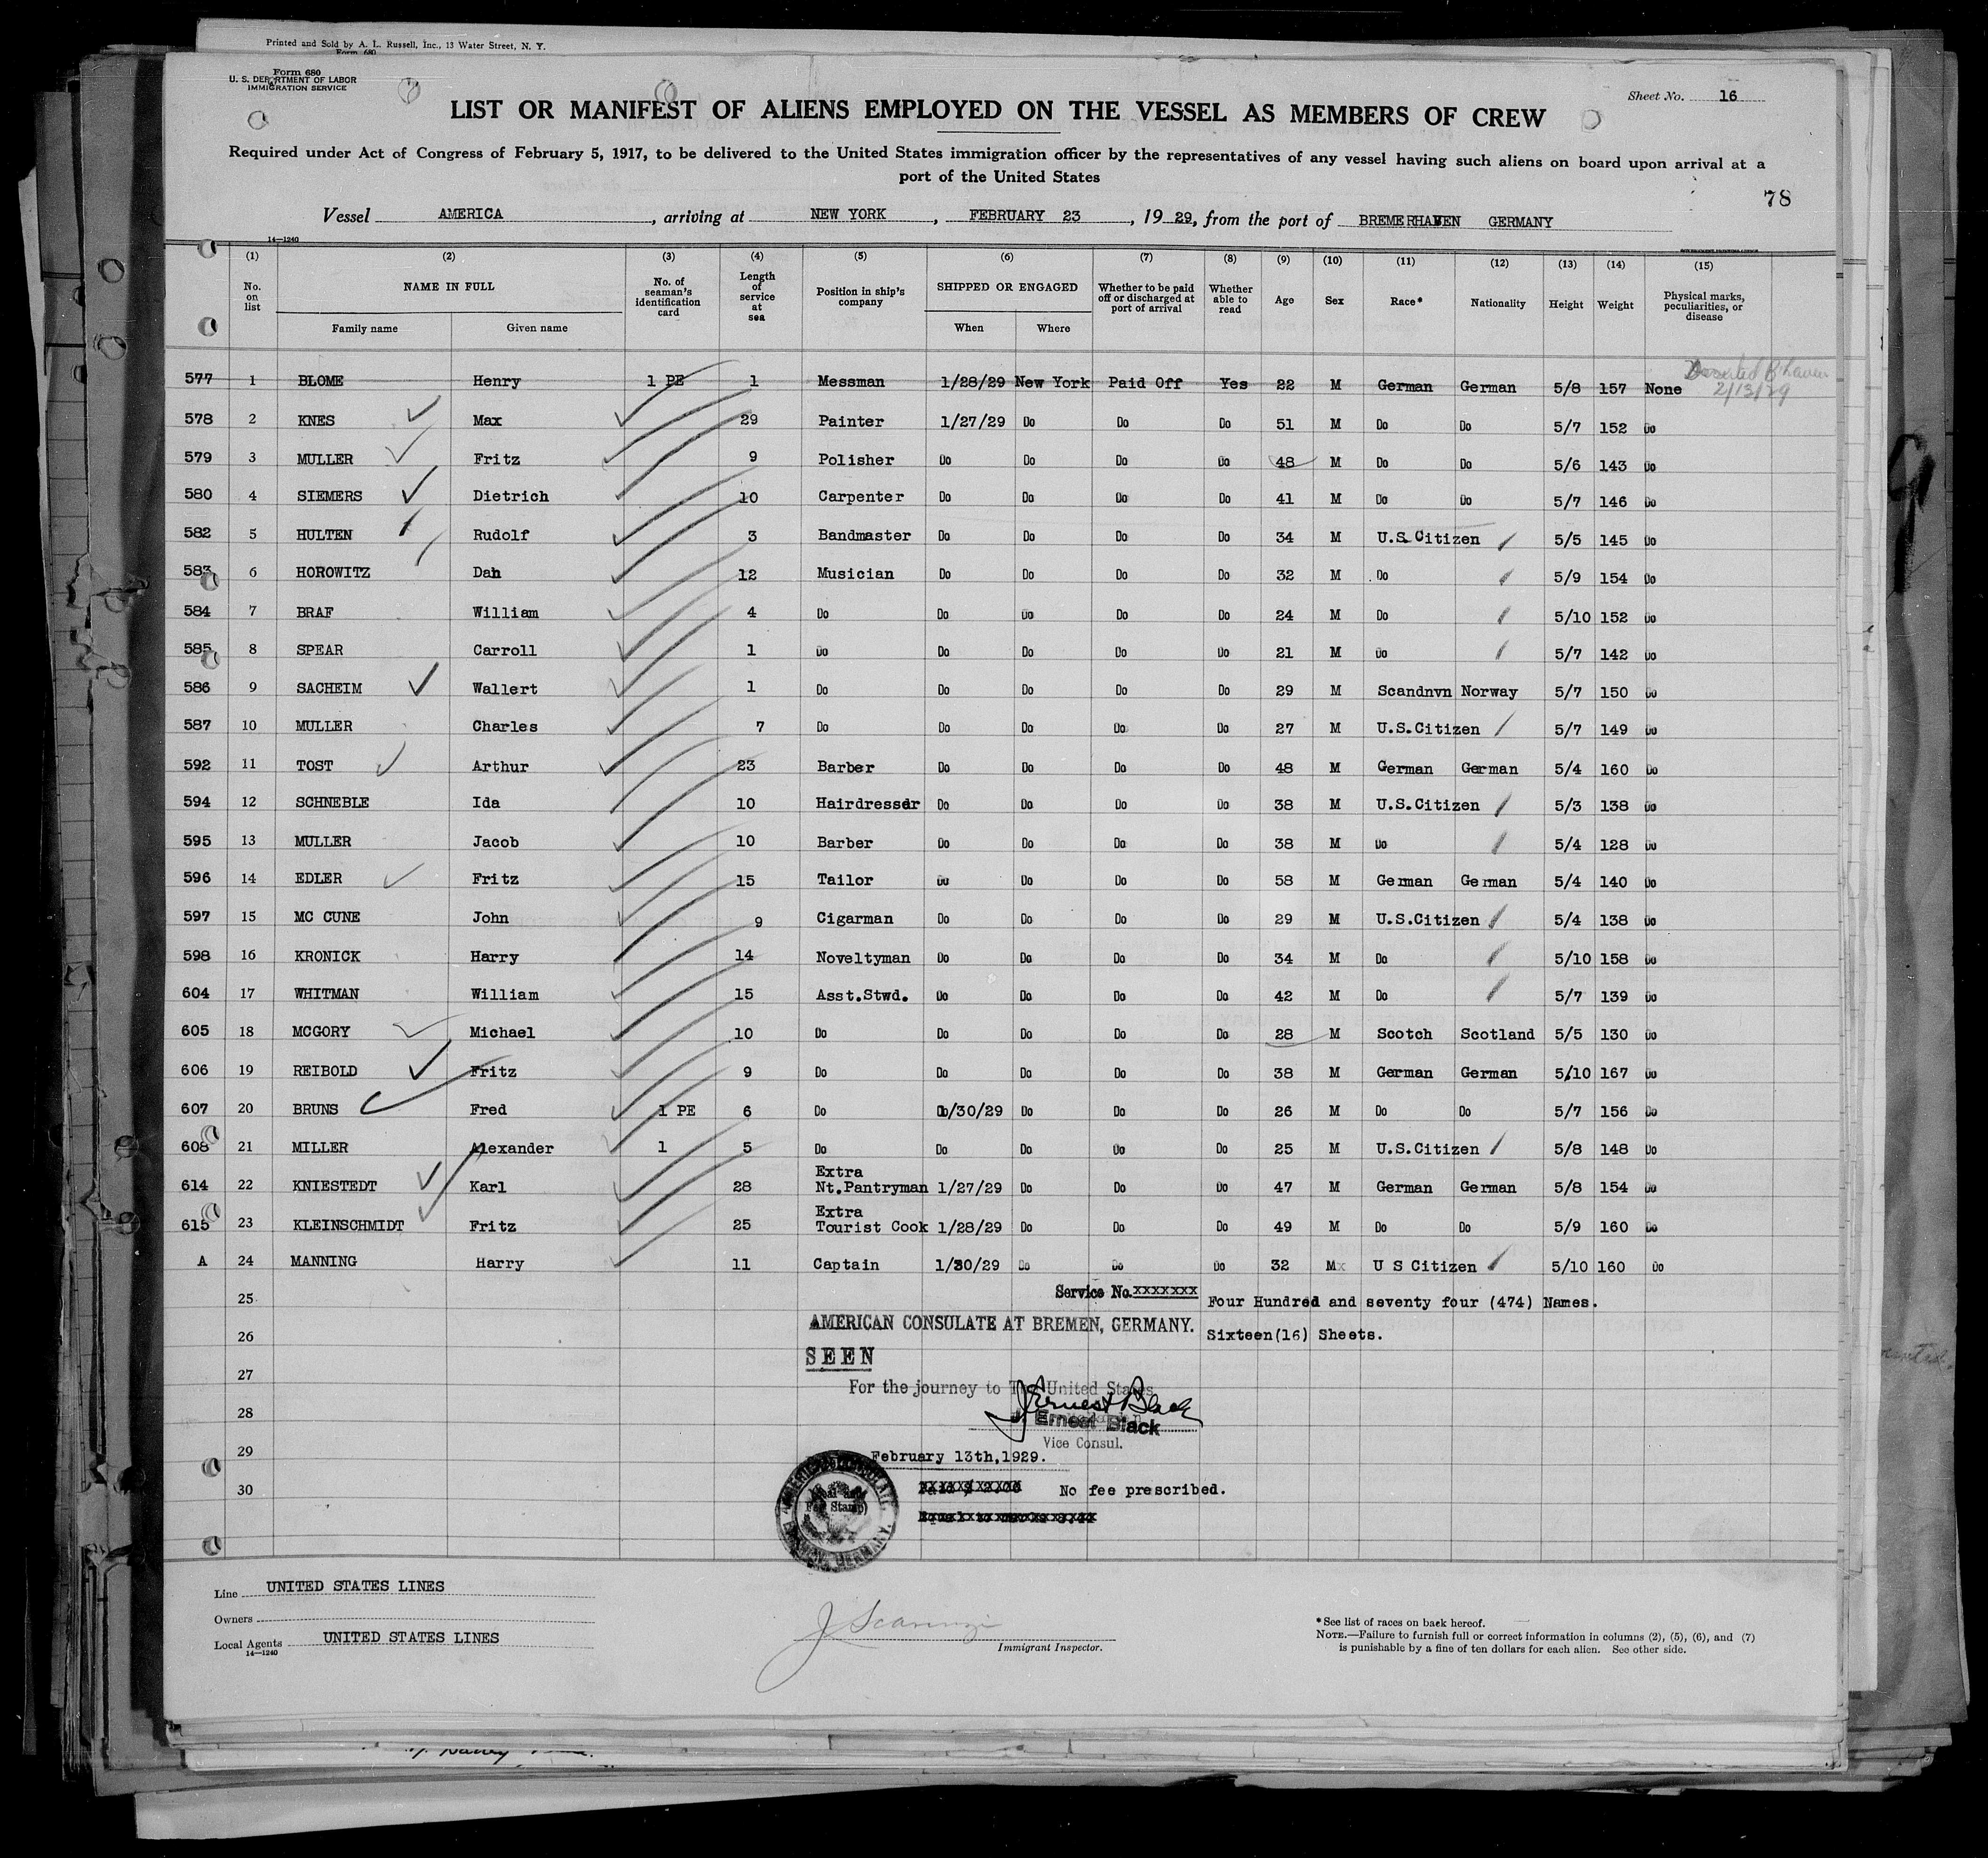 Printed and Sold by A. L. Russell, Inc., 13 Water Street, N. Y.
Form 680
Form 680
U. S. DEPARTMENT OF LABOR
IMMIGRATION SERVICE
Sheet No. 16
LIST OR MANIFEST OF ALIENS EMPLOYED ON THE VESSEL AS MEMBERS OF CREW
Required under Act of Congress of February 5, 1917, to be delivered to the United States immigration officer by the representatives of any vessel having such aliens on board upon arrival at a
port of the United States
78
Vessel AMERICA, arriving at NEW YORK, FEBRUARY 23, 19 29, from the port of BREMERHAVEN GERMANY
14—1240
(1) (2) (3) (4) (5) (6) (7) (8) (9) (10) (11) (12) (13) (14) (15)
No. on list NAME IN FULL Family name Given name No. of seaman's identification card Length of service at sea Position in ship's company SHIPPED OR ENGAGED When Where Whether to be paid off or discharged at port of arrival Whether able to read Age Sex Race* Nationality Height Weight Physical marks, peculiarities, or disease
577 1 BLOME Henry 1 PE 1 Messman 1/28/29 New York Paid Off Yes 22 M German German 5/8 157 None Deserted B'haven 2/13/29
578 2 KNES Max 29 Painter 1/27/29 Do Do Do 51 M Do Do 5/7 152 Do
579 3 MULLER Fritz 9 Polisher Do Do Do Do 48 M Do Do 5/6 143 Do
580 4 SIEMERS Dietrich 10 Carpenter Do Do Do Do 41 M Do Do 5/7 146 Do
582 5 HULTEN Rudolf 3 Bandmaster Do Do Do Do 34 M U.S. Citizen 5/5 145 Do
583 6 HOROWITZ Dan 12 Musician Do Do Do Do 32 M Do 5/9 154 Do
584 7 BRAF William 4 Do Do Do Do Do 24 M Do 5/10 152 Do
585 8 SPEAR Carroll 1 Do Do Do Do Do 21 M Do 5/7 142 Do
586 9 SACHEIM Wallert 1 Do Do Do Do Do 29 M Scandnvn Norway 5/7 150 Do
587 10 MULLER Charles 7 Do Do Do Do Do 27 M U.S.Citizen 5/7 149 Do
592 11 TOST Arthur 23 Barber Do Do Do Do 48 M German German 5/4 160 Do
594 12 SCHNEBLE Ida 10 Hairdresser Do Do Do Do 38 M U.S.Citizen 5/3 138 Do
595 13 MULLER Jacob 10 Barber Do Do Do Do 38 M Do 5/4 128 Do
596 14 EDLER Fritz 15 Tailor Do Do Do Do 58 M German German 5/4 140 Do
597 15 MC CUNE John 9 Cigarman Do Do Do Do 29 M U.S.Citizen 5/4 138 Do
598 16 KRONICK Harry 14 Noveltyman Do Do Do Do 34 M Do 5/10 158 Do
604 17 WHITMAN William 15 Asst.Stwd. Do Do Do Do 42 M Do 5/7 139 Do
605 18 MCGORY Michael 10 Do Do Do Do Do 28 M Scotch Scotland 5/5 130 Do
606 19 REIBOLD Fritz 9 Do Do Do Do Do 38 M German German 5/10 167 Do
607 20 BRUNS Fred 1 PE 6 Do 1/30/29 Do Do Do 26 M Do Do 5/7 156 Do
608 21 MILLER Alexander 1 5 Do Do Do Do Do 25 M U.S.Citizen 5/8 148 Do
614 22 KNIESTEDT Karl 28 Extra Nt.Pantryman 1/27/29 Do Do Do 47 M German German 5/8 154 Do
615 23 KLEINSCHMIDT Fritz 25 Extra Tourist Cook 1/28/29 Do Do Do 49 M Do Do 5/9 160 Do
A 24 MANNING Harry 11 Captain 1/30/29 Do Do Do 32 M U S Citizen 5/10 160 Do
25 Service No. xxxxxxx Four Hundred and seventy four (474) Names.
AMERICAN CONSULATE AT BREMEN, GERMANY.
26 Sixteen(16) Sheets.
SEEN
27
For the journey to The United States
28 J Ernest Black
Ernest Black
29 Vice Consul.
February 13th,1929.
30 No fee prescribed.
Line UNITED STATES LINES
Owners
Local Agents UNITED STATES LINES
14—1240
Immigrant Inspector.
*See list of races on back hereof.
NOTE.—Failure to furnish full or correct information in columns (2), (5), (6), and (7)
is punishable by a fine of ten dollars for each alien. See other side.